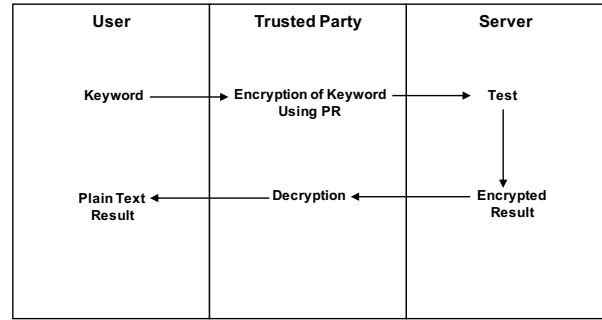 User
Trusted Party
Server
Keyword
Encryption of Keyword
Using PR
Test
Plain Text
Result
Decryption
Encrypted
Result